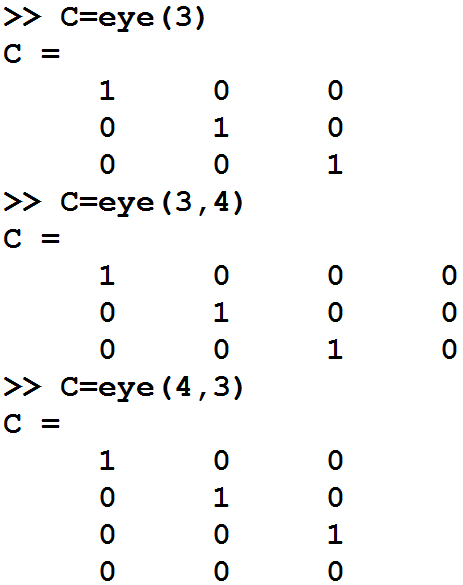 >> C=eye(3)
C =
1 0 0
0 1 0
0 0 1
>> C=eye(3,4)
C =
1 0 0 0
0 1 0 0
0 0 1 0
>> C=eye(4,3)
C =
1 0 0
0 1 0
0 0 1
0 0 0